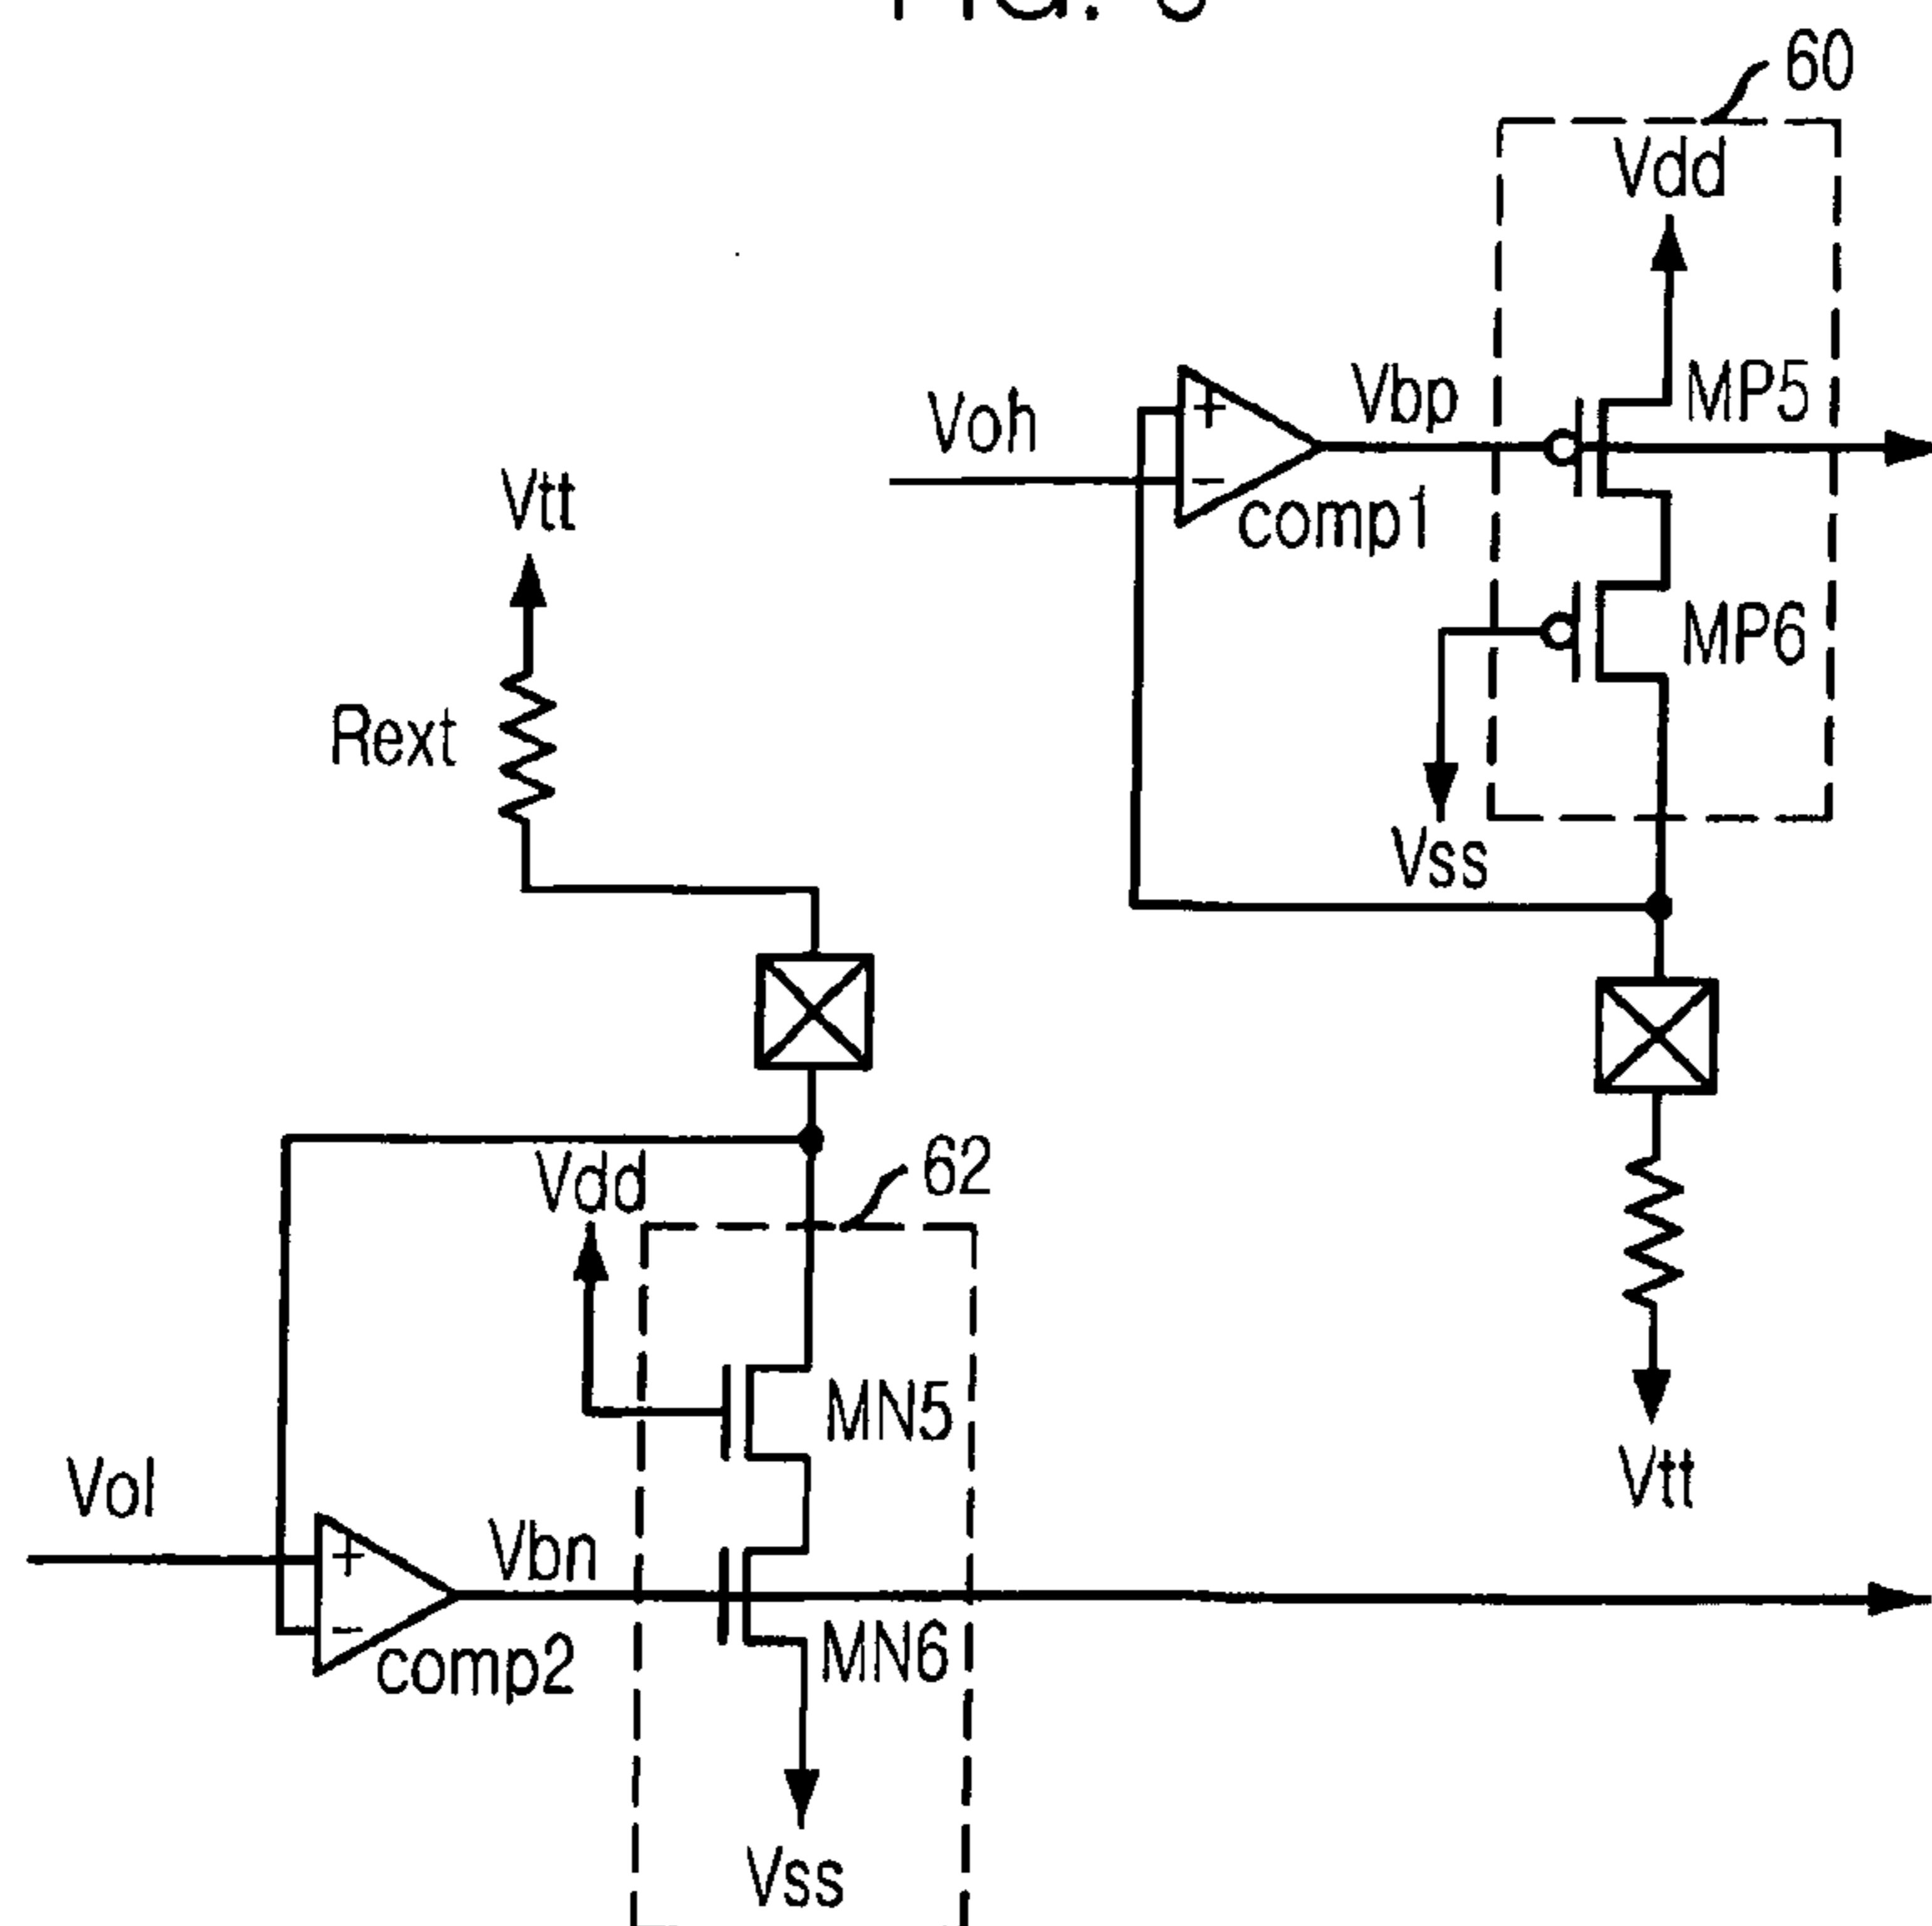 60
Vdd
MP5
Vbp
Voh
+
−
comp1
Vtt
MP6
Rext
Vss
62
Vdd
MN5
Vtt
Vol
Vbn
+
−
MN6
comp2
Vss